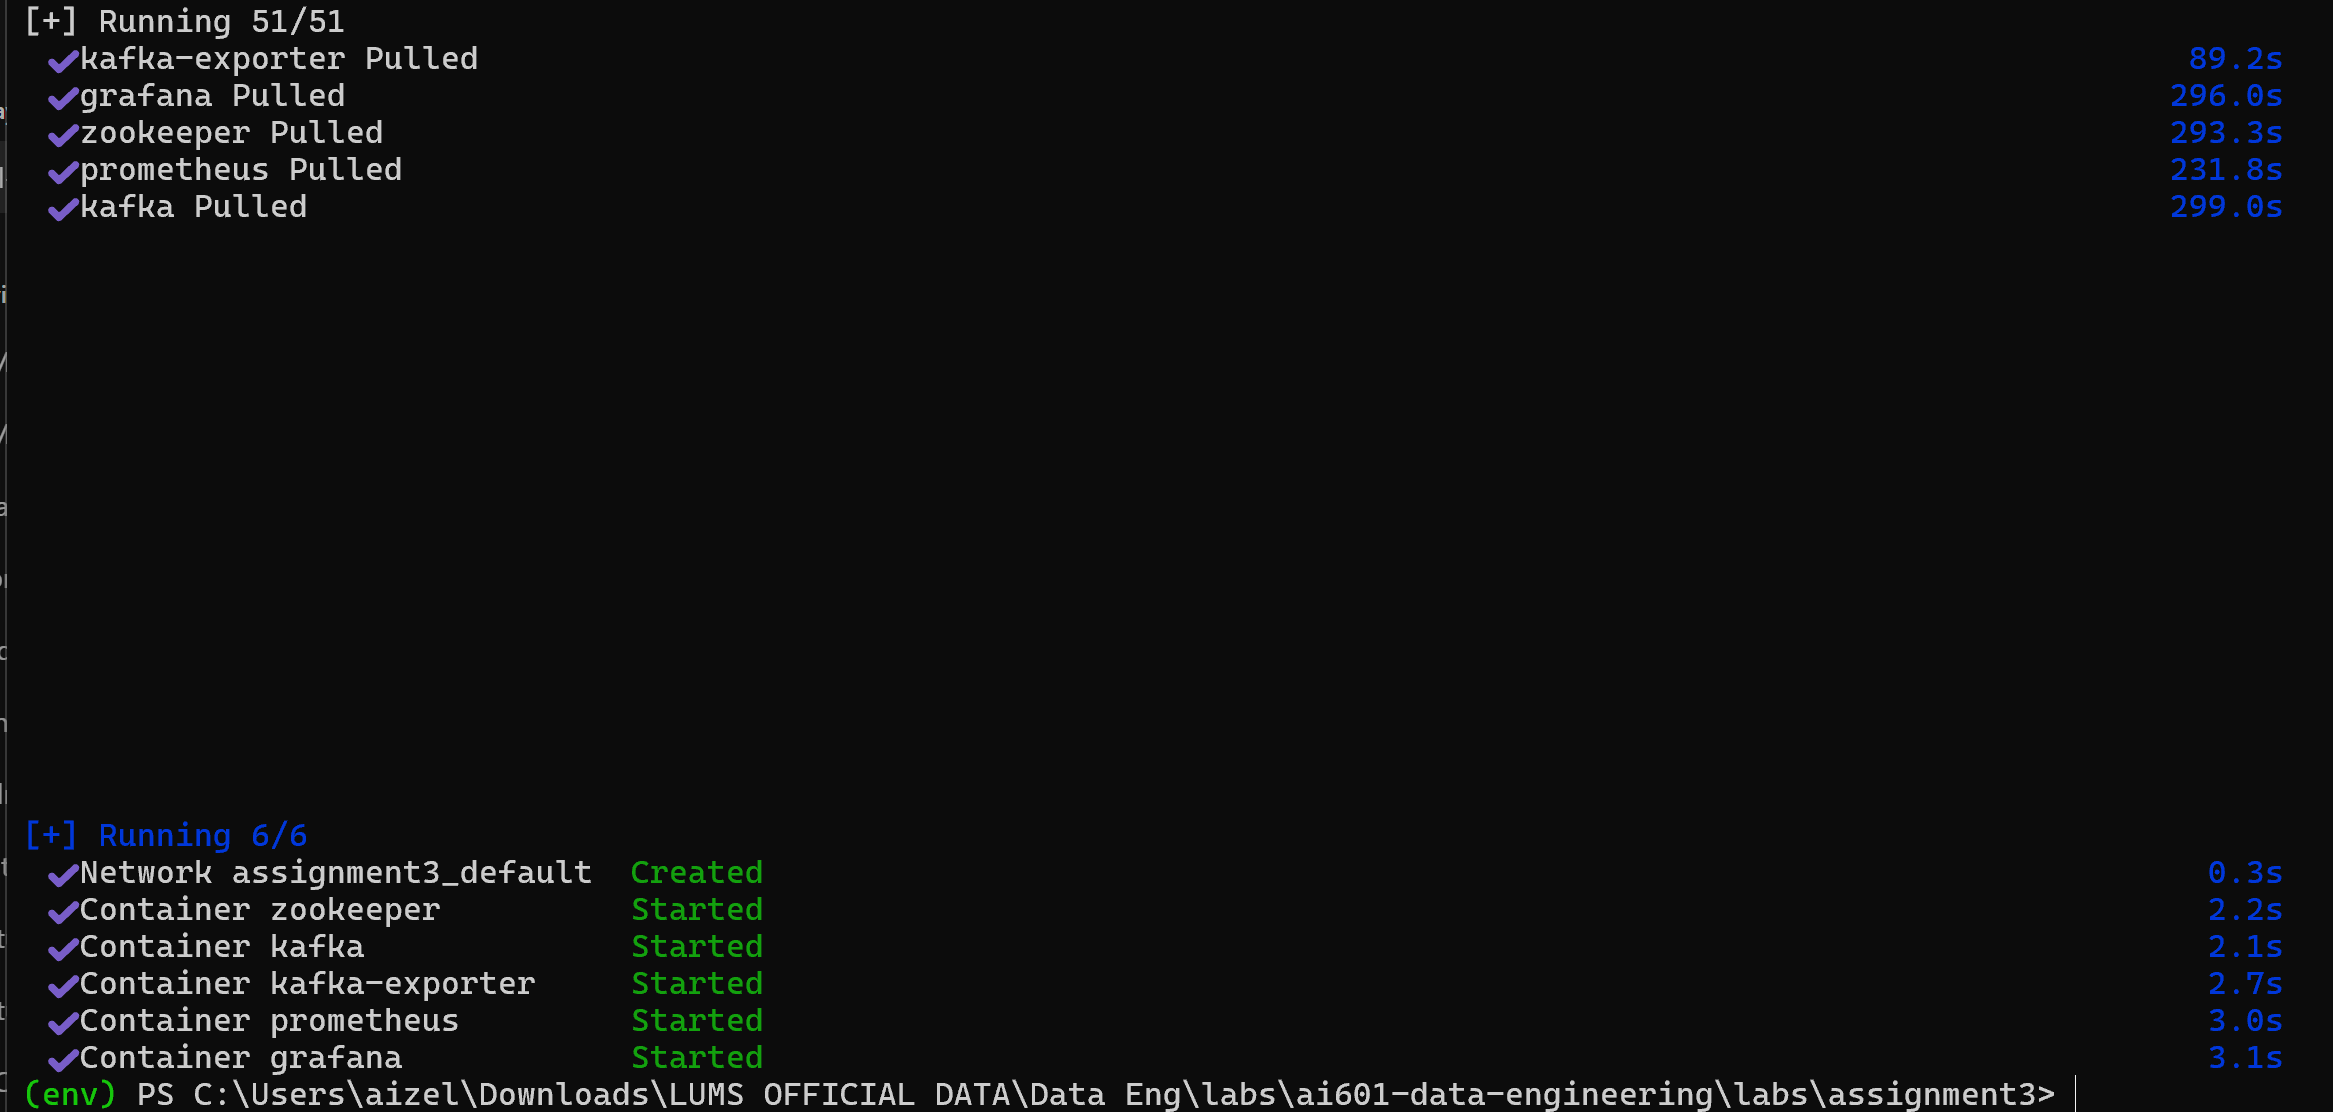 [+] Running 51/51
✔kafka-exporter Pulled 89.2s
✔grafana Pulled 296.0s
✔zookeeper Pulled 293.3s
✔prometheus Pulled 231.8s
✔kafka Pulled 299.0s
[+] Running 6/6
✔Network assignment3_default Created 0.3s
✔Container zookeeper Started 2.2s
✔Container kafka Started 2.1s
✔Container kafka-exporter Started 2.7s
✔Container prometheus Started 3.0s
✔Container grafana Started 3.1s
(env) PS C:\Users\aizel\Downloads\LUMS OFFICIAL DATA\Data Eng\labs\ai601-data-engineering\labs\assignment3>